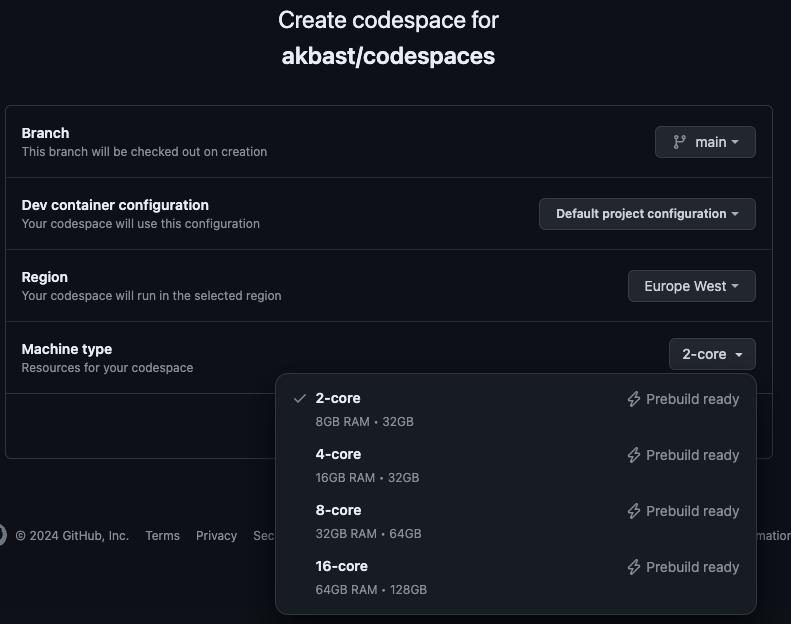 Create codespace for
akbast/codespaces
Branch
This branch will be checked out on creation
main
Dev container configuration
Your codespace will use this configuration
Default project configuration
Region
Your codespace will run in the selected region
Europe West
Machine type
Resources for your codespace
2-core
2-core
Prebuild ready
8GB RAM • 32GB
4-core
Prebuild ready
16GB RAM • 32GB
8-core
Prebuild ready
32GB RAM • 64GB
16-core
Prebuild ready
64GB RAM • 128GB
© 2024 GitHub, Inc. Terms Privacy